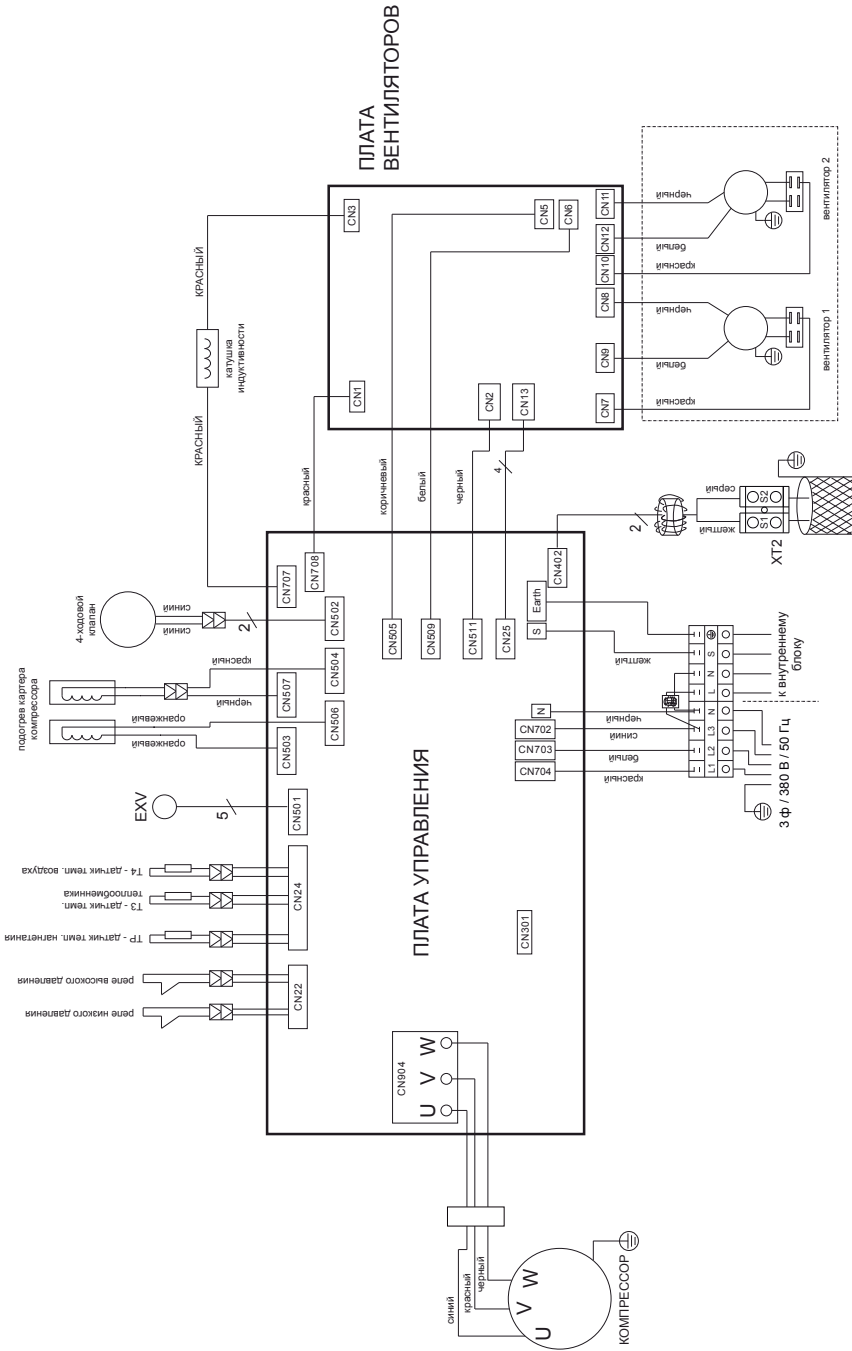 ПЛАТА
ВЕНТИЛЯТОРОВ
КРАСНЫЙ
катушка
индуктивности
КРАСНЫЙ
CN3
CN1
CN5
CN6
CN2
CN13
CN11
CN12
CN10
CN8
CN9
CN7
красный
коричневый
белый
черный
4
черный
белый
красный
черный
белый
красный
вентилятор 2
вентилятор 1
4-ходовой
клапан
синий
синий
2
подогрев картера
компрессора
красный
черный
оранжевый
оранжевый
EXV
5
T4 - датчик темп. воздуха
T3 - датчик темп.
теплообменника
TP - датчик темп. нагнетания
реле высокого давления
реле низкого давления
CN707
CN708
CN502
CN504
CN507
CN506
CN503
CN501
CN24
CN22
CN505
CN509
CN511
CN25
CN402
Earth
S
N
CN702
CN703
CN704
ПЛАТА УПРАВЛЕНИЯ
CN301
CN904
U V W
2
серый
желтый
S1
S2
XT2
желтый
черный
синий
белый
красный
L1
L2
L3
N
L
N
S
к внутреннему
блоку
3 ф / 380 В / 50 Гц
синий
красный
черный
U V W
КОМПРЕССОР